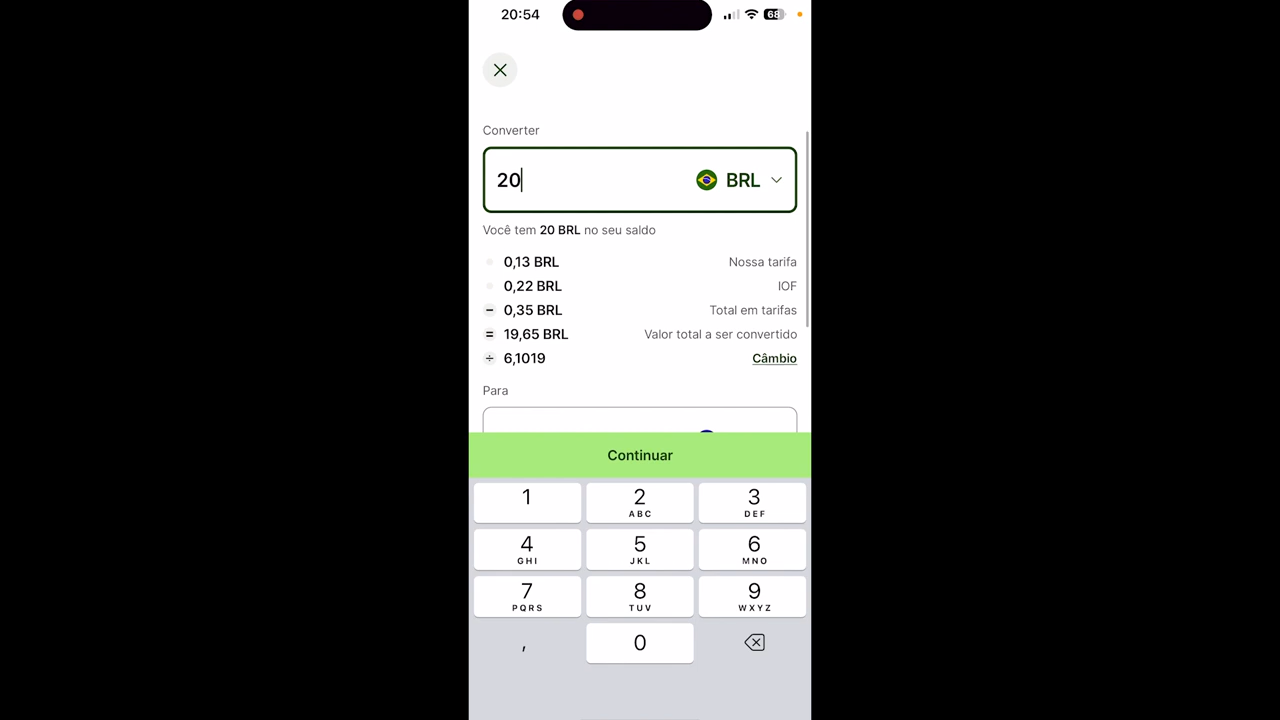 20:54
68
Converter
20
BRL
Você tem 20 BRL no seu saldo
0,13 BRL Nossa tarifa
0,22 BRL IOF
− 0,35 BRL Total em tarifas
= 19,65 BRL Valor total a ser convertido
÷ 6,1019 Câmbio
Para
Continuar
1 2 3
ABC DEF
4 5 6
GHI JKL MNO
7 8 9
PQRS TUV WXYZ
, 0